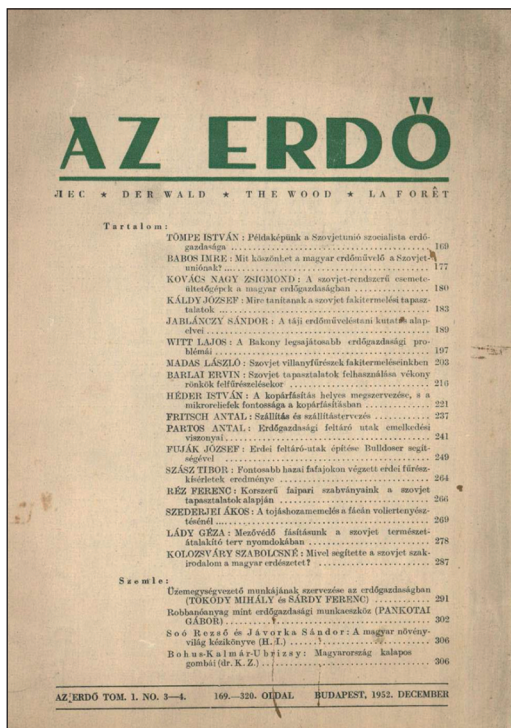 AZ ERDŐ
ЛЕС ★ DER WALD ★ THE WOOD ★ LA FORÊT
Tartalom:
TÖMPE ISTVÁN : Példaképünk a Szovjetunió szocialista erdő-
gazdasága ... 169
BABOS IMRE : Mit köszönhet a magyar erdőművelő a Szovjet-
uniónak? ... 177
KOVÁCS NAGY ZSIGMOND : A szovjet-rendszerű csemete-
ültetőgépek a magyar erdőgazdaságban ... 180
KÁLDY JÓZSEF : Mire tanítanak a szovjet fakitermelési tapasz-
talatok ... 183
JABLÁNCZY SÁNDOR : A táji erdőműveléstani kutatás alap-
elvei ... 189
WITT LAJOS : A Bakony legsajátosabb erdőgazdasági pro-
blémái ... 197
MADAS LÁSZLÓ : Szovjet villanyfűrészek fakitermeléseinkben 203
BARLAI ERVIN : Szovjet tapasztalatok felhasználása vékony
rönkök felfűrészelésekor ... 216
HÉDER ISTVÁN : A kopárfásítás helyes megszervezése, s a
mikroreliefek fontossága a kopárfásításban ... 221
FRITSCH ANTAL : Szállítás és szállítástervezés ... 237
PARTOS ANTAL : Erdőgazdasági feltáró utak emelkedési
viszonyai ... 241
FUJÁK JÓZSEF : Erdei feltáró-utak építése Bulldoser segít-
ségével ... 249
SZÁSZ TIBOR : Fontosabb hazai fafajokon végzett erdei fűrész-
kísérletek eredménye ... 264
RÉZ FERENC : Korszerű faipari szabványaink a szovjet
tapasztalatok alapján ... 266
SZEDERJEI ÁKOS : A tojáshozamemelés a fácán voliertenyész-
tésénél ... 269
LÁDY GÉZA : Mezővédő fásításunk a szovjet természet-
átalakító terv nyomdokában ... 278
KOLOZSVÁRY SZABOLCSNÉ : Mivel segítette a szovjet szak-
irodalom a magyar erdészetet? ... 287
Szemle:
Üzemegységvezető munkájának szervezése az erdőgazdaságban
(TOKODY MIHÁLY és SÁRDY FERENC) ... 291
Robbanóanyag mint erdőgazdasági munkaeszköz (PANKOTAI
GÁBOR) ... 302
Soó Rezső és Jávorka Sándor : A magyar növény-
világ kézikönyve (H. I.) ... 306
Bohus-Kalmár-Ubrizsy: Magyarország kalapos
gombái (dr. K. Z.) ... 306
AZ ERDŐ TOM. 1. NO. 3—4. 169.—320. OLDAL BUDAPEST, 1952. DECEMBER